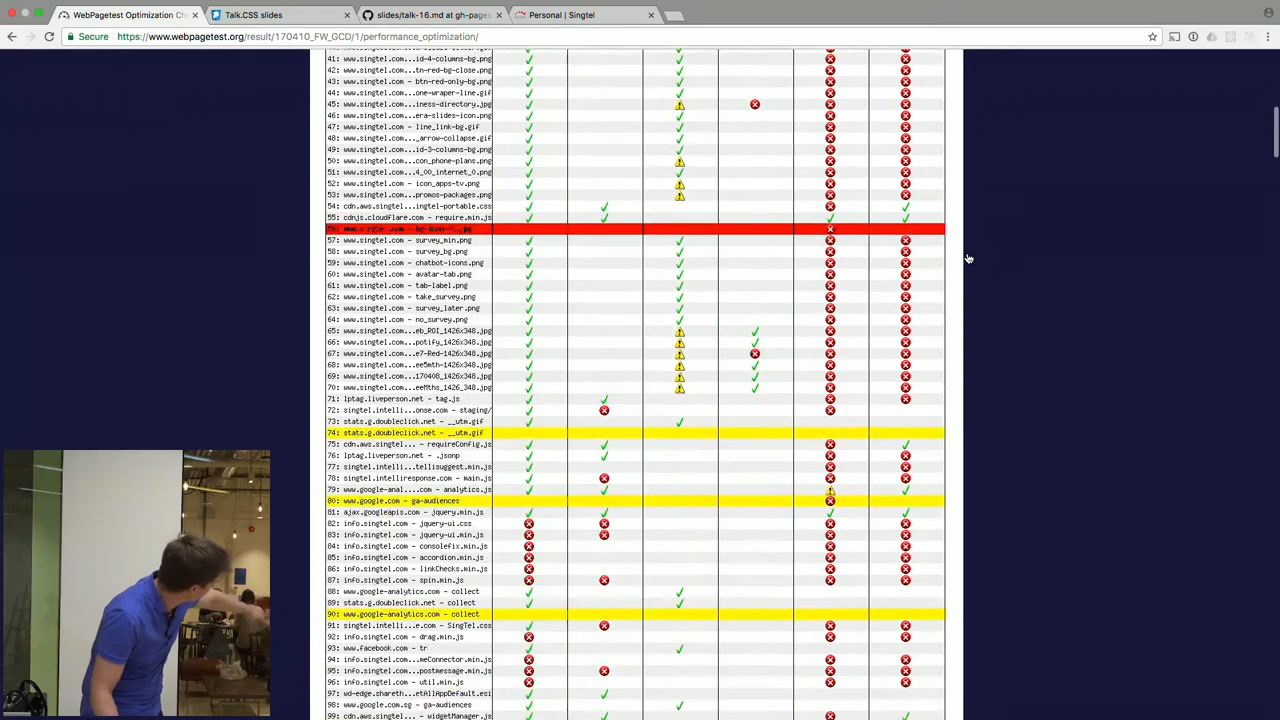 WebPagetest Optimization Che
Talk.CSS slides
slides/talk-16.md at gh-pages
Personal | Singtel
Secure
https://www.webpagetest.org/result/170410_FW_GCD/1/performance_optimization/
41: www.singtel.com...id-4-columns-bg.png
42: www.singtel.com...tn-red-bg-close.png
43: www.singtel.com - btn-red-only-bg.png
44: www.singtel.com...one-wraper-line.gif
45: www.singtel.com...iness-directory.jpg
46: www.singtel.com...era-slides-icon.png
47: www.singtel.com - line_link-bg.gif
48: www.singtel.com..._arrow-collapse.gif
49: www.singtel.com...id-3-columns-bg.png
50: www.singtel.com...con_phone-plans.png
51: www.singtel.com...4_00_internet_0.png
52: www.singtel.com - icon_apps-tv.png
53: www.singtel.com...promos-packages.png
54: cdn.aws.singtel...ingtel-portable.css
55: cdnjs.cloudflare.com - require.min.js
57: www.singtel.com - survey_min.png
58: www.singtel.com - survey_bg.png
59: www.singtel.com - chatbot-icons.png
60: www.singtel.com - avatar-tab.png
61: www.singtel.com - tab-label.png
62: www.singtel.com - take_survey.png
63: www.singtel.com - survey_later.png
64: www.singtel.com - no_survey.png
65: www.singtel.com...eb_ROI_1426x348.jpg
66: www.singtel.com...potify_1426x348.jpg
67: www.singtel.com...e7-Red-1426x348.jpg
68: www.singtel.com...ee5mth-1426x348.jpg
69: www.singtel.com...170408_1426x348.jpg
70: www.singtel.com...eeMths_1426_348.jpg
71: lptag.liveperson.net - tag.js
72: singtel.intelli...onse.com - staging/
73: stats.g.doubleclick.net - __utm.gif
74: stats.g.doubleclick.net - __utm.gif
75: cdn.aws.singtel... - requireConfig.js
76: lptag.liveperson.net - .jsonp
77: singtel.intelli...tellisuggest.min.js
78: singtel.intelliresponse.com - main.js
79: www.google-anal....com - analytics.js
80: www.google.com - ga-audiences
81: ajax.googleapis.com - jquery.min.js
82: info.singtel.com - jquery-ui.css
83: info.singtel.com - jquery-ui.min.js
84: info.singtel.com - consolefix.min.js
85: info.singtel.com - accordion.min.js
86: info.singtel.com - linkChecks.min.js
87: info.singtel.com - spin.min.js
88: www.google-analytics.com - collect
89: stats.g.doubleclick.net - collect
90: www.google-analytics.com - collect
91: singtel.intelli...e.com - SingTel.css
92: info.singtel.com - drag.min.js
93: www.facebook.com - tr
94: info.singtel.com...meConnector.min.js
95: info.singtel.com...postmessage.min.js
96: info.singtel.com - util.min.js
97: wd-edge.shareth...etAllAppDefault.esi
98: www.google.com.sg - ga-audiences
99: cdn.aws.singtel... - widgetManager.js